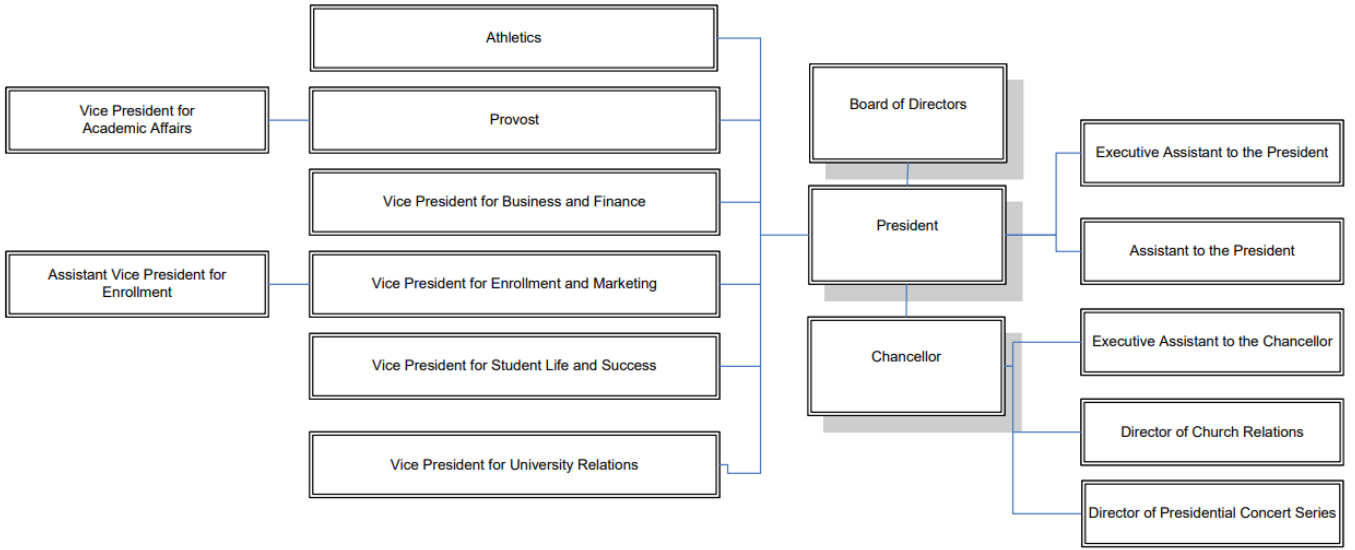 Athletics
Vice President for
Academic Affairs
Provost
Vice President for Business and Finance
Assistant Vice President for
Enrollment
Vice President for Enrollment and Marketing
Vice President for Student Life and Success
Vice President for University Relations
Board of Directors
President
Chancellor
Executive Assistant to the President
Assistant to the President
Executive Assistant to the Chancellor
Director of Church Relations
Director of Presidential Concert Series